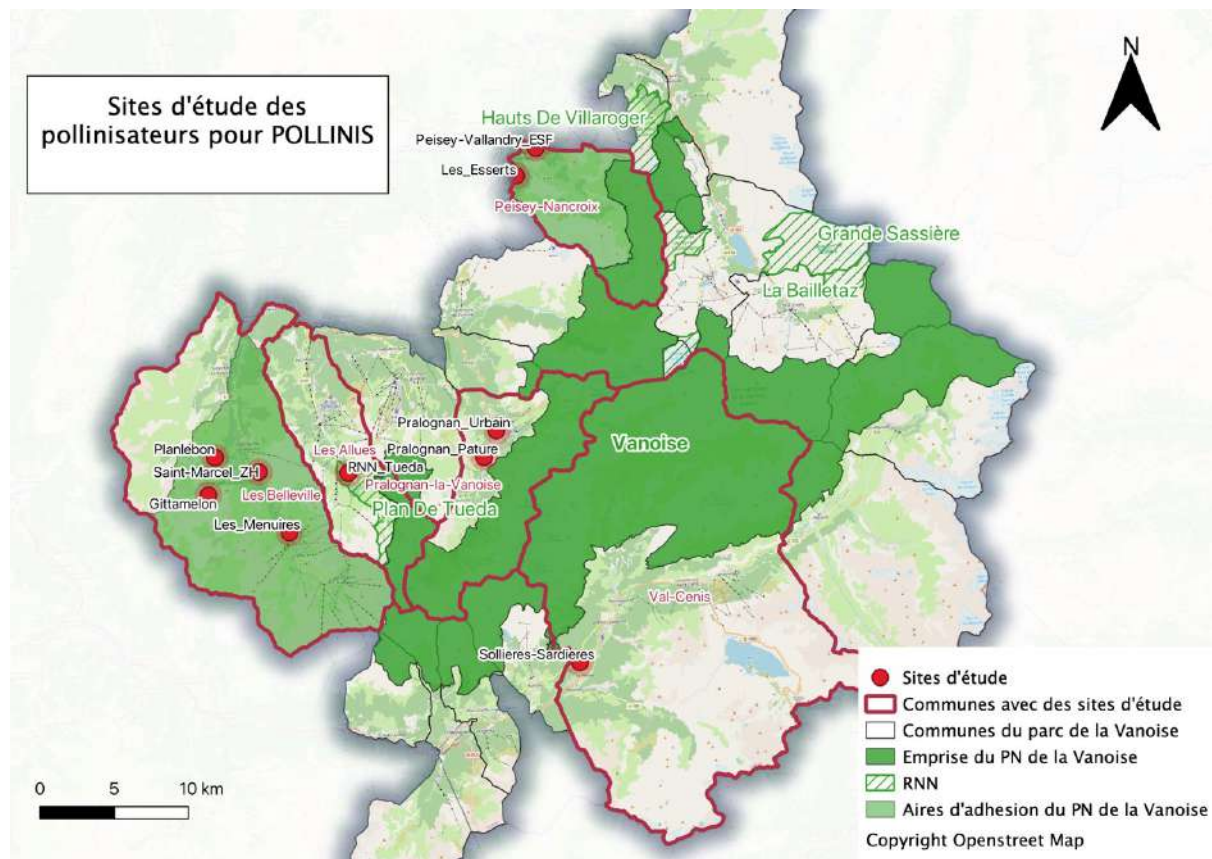 Sites d'étude des
pollinisateurs pour POLLINIS
N
Hauts De Villaroger
Peisey-Vallandry_ESF
Les_Esserts
Peisey-Nancroix
Grande Sassière
La Bailletaz
Pralognan_Urbain
Vanoise
Planlebon
Les Allues
Pralognan_Pature
Saint-Marcel_ZH
RNN_Tueda
Les Belleville
Pralognan-la-Vanoise
Gittamelon
Plan De Tueda
Les_Menuires
Val-Cenis
Sollieres-Sardieres
Sites d'étude
Communes avec des sites d'étude
Communes du parc de la Vanoise
Emprise du PN de la Vanoise
RNN
Aires d'adhesion du PN de la Vanoise
Copyright Openstreet Map
0 5 10 km